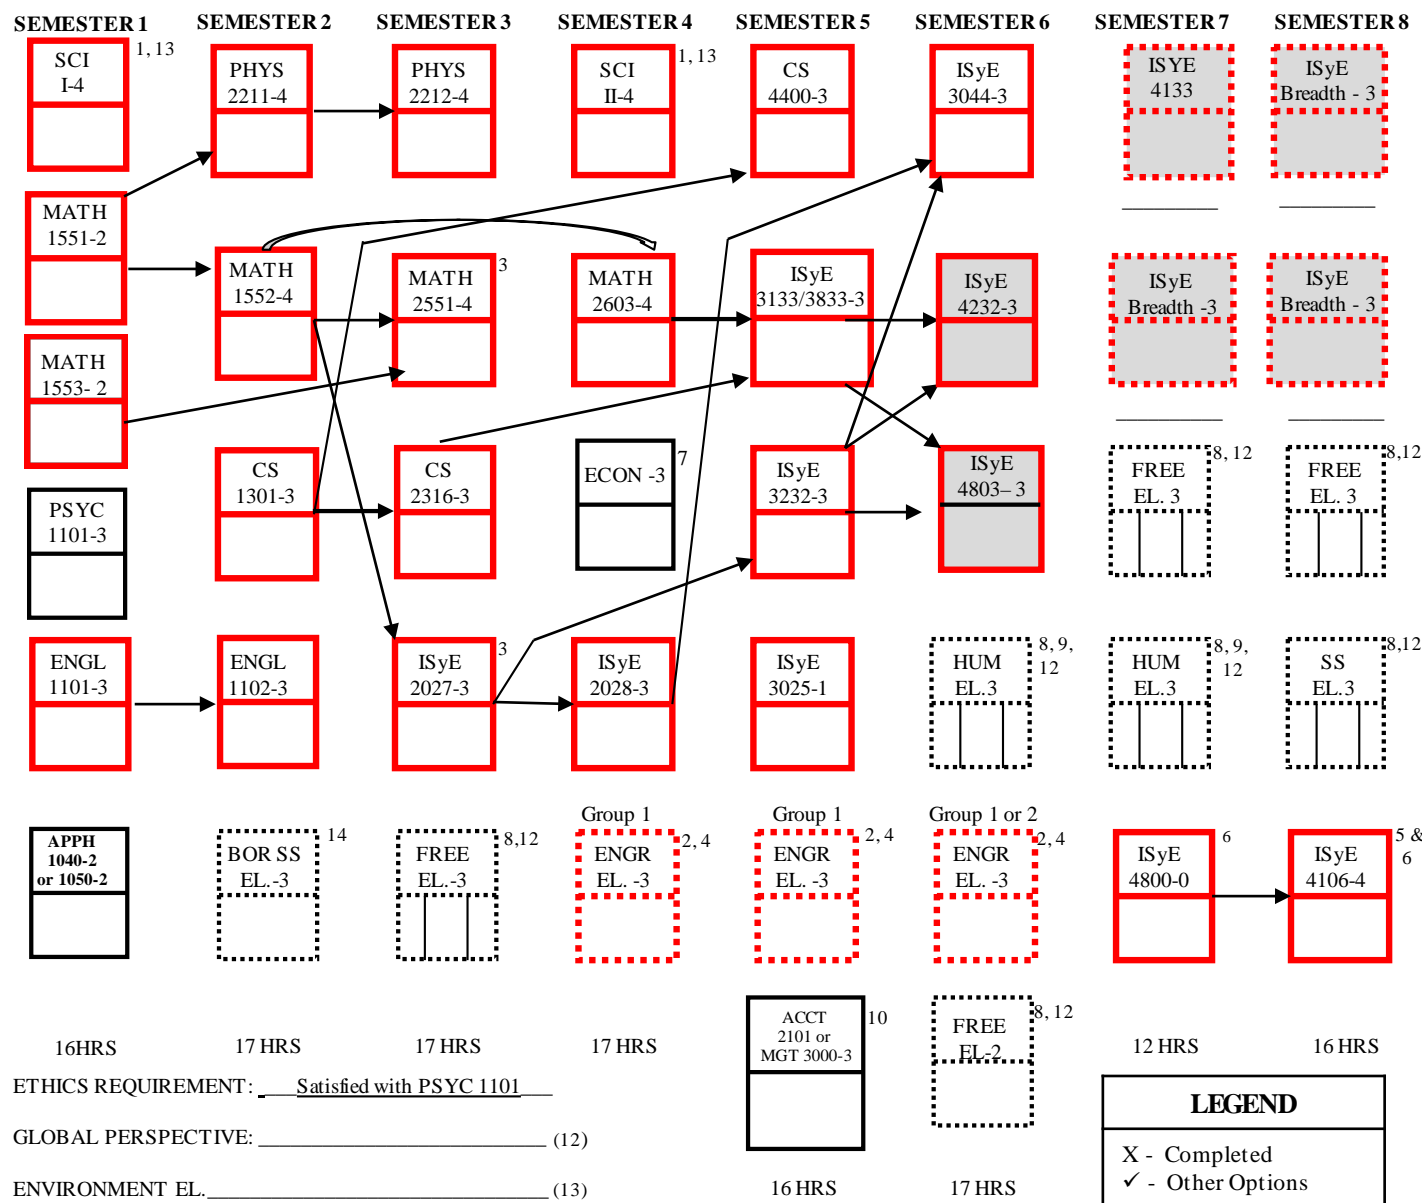 SEMESTER 1 SEMESTER 2 SEMESTER 3 SEMESTER 4 SEMESTER 5 SEMESTER 6 SEMESTER 7 SEMESTER 8
SCI
I-4
1, 13
PHYS
2211-4
PHYS
2212-4
SCI
II-4
1, 13
CS
4400-3
ISyE
3044-3
ISYE
4133
ISyE
Breadth - 3
MATH
1551-2
MATH
1552-4
MATH
2551-4
3
MATH
2603-4
ISyE
3133/3833-3
ISyE
4232-3
ISyE
Breadth -3
ISyE
Breadth - 3
MATH
1553- 2
CS
1301-3
CS
2316-3
ECON -3
7
ISyE
3232-3
ISyE
4803– 3
FREE
EL. 3
8, 12
FREE
EL. 3
8,12
PSYC
1101-3
ENGL
1101-3
ENGL
1102-3
ISyE
2027-3
3
ISyE
2028-3
ISyE
3025-1
HUM
EL.3
8, 9,
12
HUM
EL.3
8, 9,
12
SS
EL.3
8,12
APPH
1040-2
or 1050-2
BOR SS
EL.-3
14
FREE
EL.-3
8,12
Group 1
ENGR
EL. -3
2, 4
Group 1
ENGR
EL. -3
2, 4
Group 1 or 2
ENGR
EL. -3
2, 4
ISyE
4800-0
6
ISyE
4106-4
5 &
6
ACCT
2101 or
MGT 3000-3
10
FREE
EL-2
8, 12
16HRS 17 HRS 17 HRS 17 HRS 12 HRS 16 HRS
ETHICS REQUIREMENT: ____Satisfied with PSYC 1101___
GLOBAL PERSPECTIVE: ___________________________ (12)
ENVIRONMENT EL.________________________________ (13)
16 HRS 17 HRS
LEGEND
X - Completed
✓ - Other Options